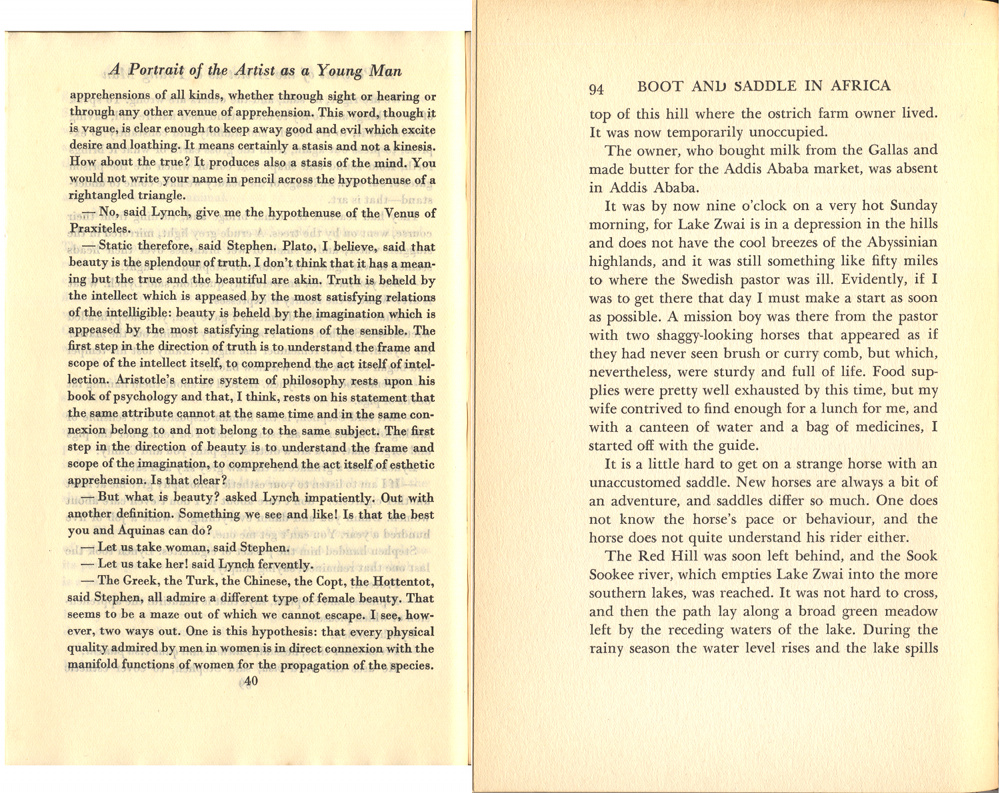 A Portrait of the Artist as a Young Man
apprehensions of all kinds, whether through sight or hearing or
through any other avenue of apprehension. This word, though it
is vague, is clear enough to keep away good and evil which excite
desire and loathing. It means certainly a stasis and not a kinesis.
How about the true? It produces also a stasis of the mind. You
would not write your name in pencil across the hypothenuse of a
rightangled triangle.
— No, said Lynch, give me the hypothenuse of the Venus of
Praxiteles.
— Static therefore, said Stephen. Plato, I believe, said that
beauty is the splendour of truth. I don't think that it has a mean-
ing but the true and the beautiful are akin. Truth is beheld by
the intellect which is appeased by the most satisfying relations
of the intelligible: beauty is beheld by the imagination which is
appeased by the most satisfying relations of the sensible. The
first step in the direction of truth is to understand the frame and
scope of the intellect itself, to comprehend the act itself of intel-
lection. Aristotle's entire system of philosophy rests upon his
book of psychology and that, I think, rests on his statement that
the same attribute cannot at the same time and in the same con-
nexion belong to and not belong to the same subject. The first
step in the direction of beauty is to understand the frame and
scope of the imagination, to comprehend the act itself of esthetic
apprehension. Is that clear?
— But what is beauty? asked Lynch impatiently. Out with
another definition. Something we see and like! Is that the best
you and Aquinas can do?
— Let us take woman, said Stephen.
— Let us take her! said Lynch fervently.
— The Greek, the Turk, the Chinese, the Copt, the Hottentot,
said Stephen, all admire a different type of female beauty. That
seems to be a maze out of which we cannot escape. I see, how-
ever, two ways out. One is this hypothesis: that every physical
quality admired by men in women is in direct connexion with the
manifold functions of women for the propagation of the species.
40
94 BOOT AND SADDLE IN AFRICA
top of this hill where the ostrich farm owner lived.
It was now temporarily unoccupied.
The owner, who bought milk from the Gallas and
made butter for the Addis Ababa market, was absent
in Addis Ababa.
It was by now nine o'clock on a very hot Sunday
morning, for Lake Zwai is in a depression in the hills
and does not have the cool breezes of the Abyssinian
highlands, and it was still something like fifty miles
to where the Swedish pastor was ill. Evidently, if I
was to get there that day I must make a start as soon
as possible. A mission boy was there from the pastor
with two shaggy-looking horses that appeared as if
they had never seen brush or curry comb, but which,
nevertheless, were sturdy and full of life. Food sup-
plies were pretty well exhausted by this time, but my
wife contrived to find enough for a lunch for me, and
with a canteen of water and a bag of medicines, I
started off with the guide.
It is a little hard to get on a strange horse with an
unaccustomed saddle. New horses are always a bit of
an adventure, and saddles differ so much. One does
not know the horse's pace or behaviour, and the
horse does not quite understand his rider either.
The Red Hill was soon left behind, and the Sook
Sookee river, which empties Lake Zwai into the more
southern lakes, was reached. It was not hard to cross,
and then the path lay along a broad green meadow
left by the receding waters of the lake. During the
rainy season the water level rises and the lake spills